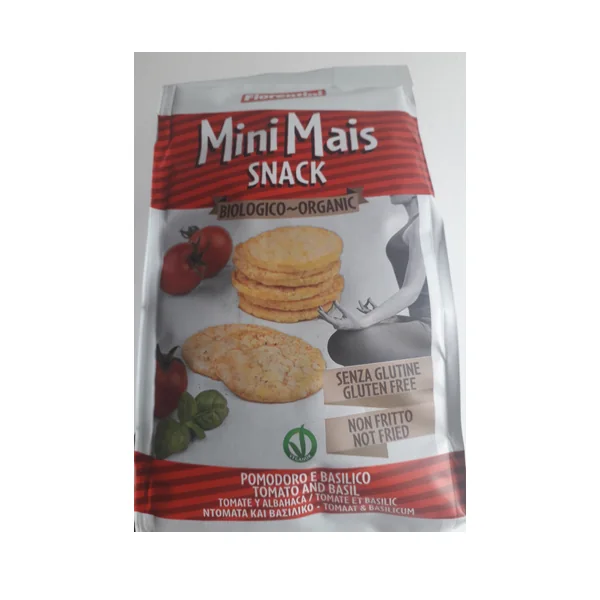 Fiorentini
Mini Mais
SNACK
BIOLOGICO~ORGANIC
SENZA GLUTINE
GLUTEN FREE
NON FRITTO
NOT FRIED
POMODORO E BASILICO
TOMATO AND BASIL
TOMATE Y ALBAHACA / TOMATE ET BASILIC
ΝΤΟΜΑΤΑ ΚΑΙ ΒΑΣΙΛΙΚΟ - TOMAAT & BASILICUM